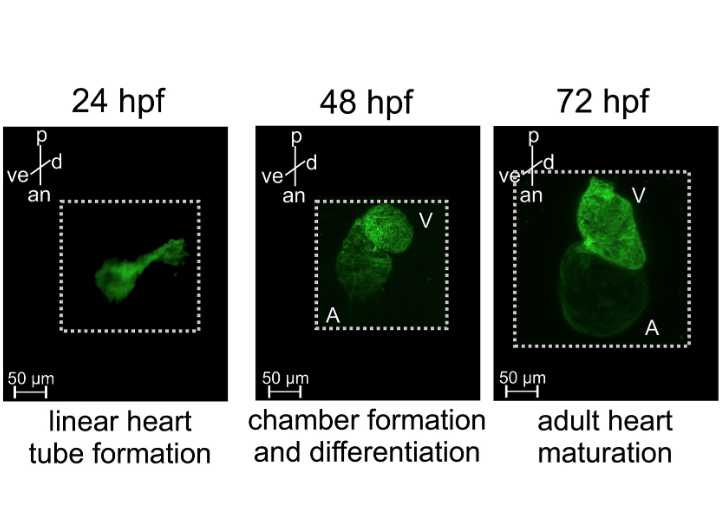 24 hpf
48 hpf
72 hpf
p
d
ve
an
50 µm
linear heart
tube formation
p
d
ve
an
V
A
50 µm
chamber formation
and differentiation
p
d
ve
an
V
A
50 µm
adult heart
maturation